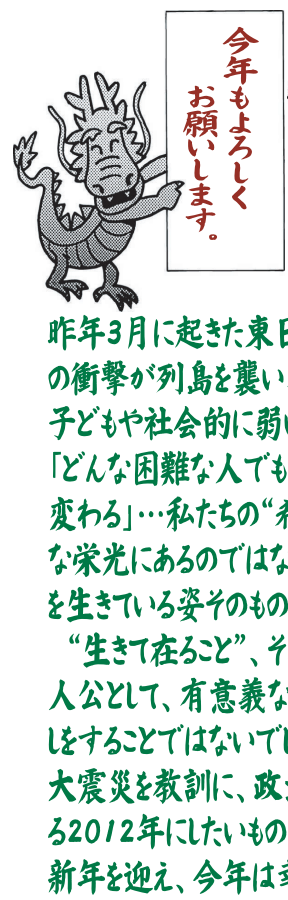 今年もよろしく
お願いします。
昨年3月に起きた東日
の衝撃が列島を襲い
子どもや社会的に弱
「どんな困難な人でも
変わる」…私たちの“希
な栄光にあるのではな
を生きている姿そのもの
“生きて在ること”、そ
人公として、有意義な
しをすることではないでし
大震災を教訓に、政
る2012年にしたいもの
新年を迎え、今年は